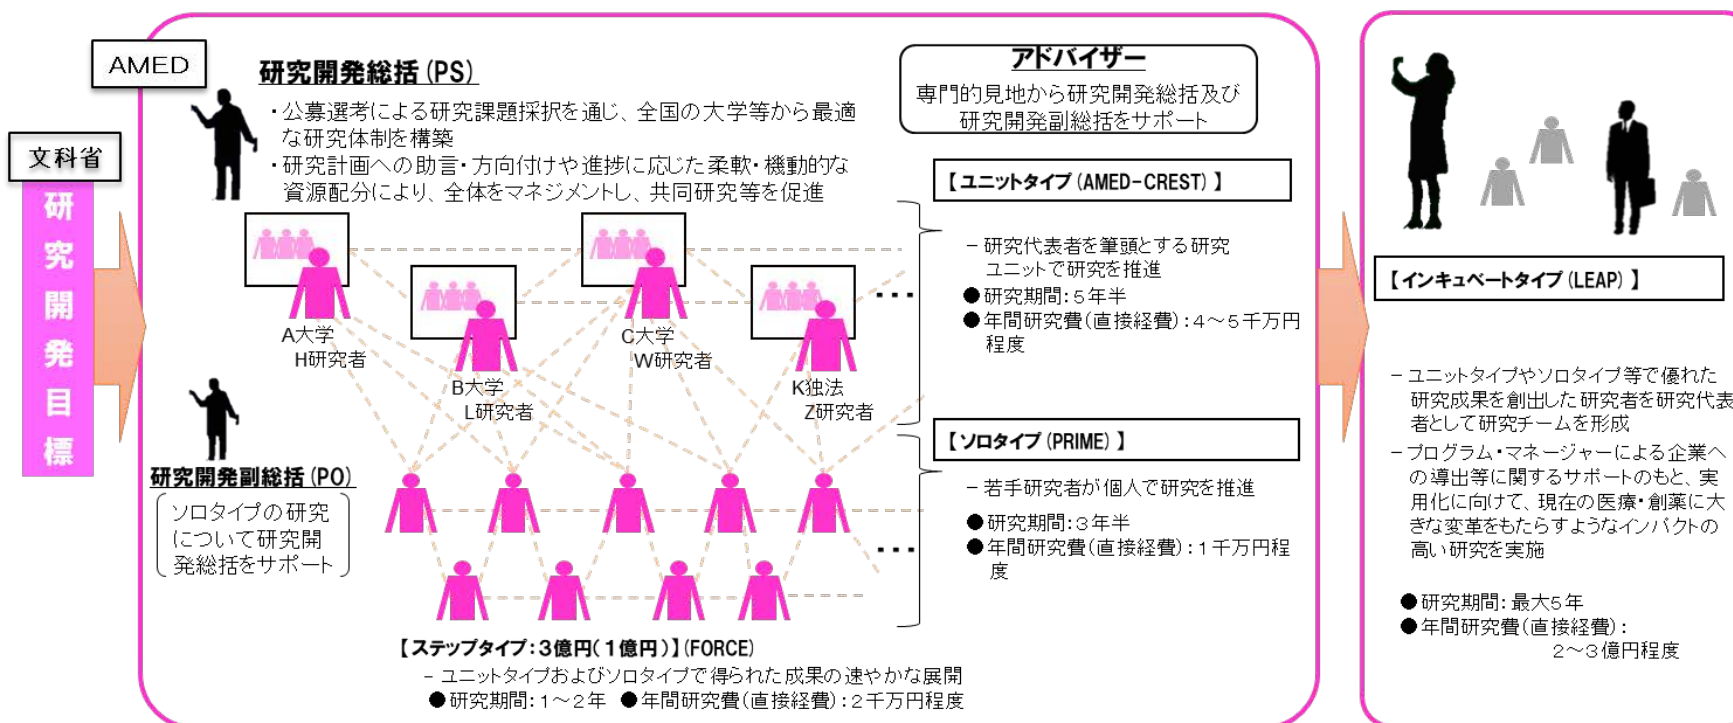 文科省
研究開発目標
AMED
研究開発総括(PS)
・公募選考による研究課題採択を通じ、全国の大学等から最適
な研究体制を構築
・研究計画への助言・方向付けや進捗に応じた柔軟・機動的な
資源配分により、全体をマネジメントし、共同研究等を促進
アドバイザー
専門的見地から研究開発総括及び
研究開発副総括をサポート
A大学
H研究者
B大学
L研究者
C大学
W研究者
K独法
Z研究者
…
【ユニットタイプ(AMED-CREST)】
－研究代表者を筆頭とする研究
ユニットで研究を推進
●研究期間:5年半
●年間研究費(直接経費):4～5千万円
程度
研究開発副総括(PO)
ソロタイプの研究
について研究開
発総括をサポート
…
【ソロタイプ(PRIME)】
－若手研究者が個人で研究を推進
●研究期間:3年半
●年間研究費(直接経費):1千万円程
度
【ステップタイプ:3億円(1億円)】(FORCE)
－ユニットタイプおよびソロタイプで得られた成果の速やかな展開
●研究期間:1～2年 ●年間研究費(直接経費):2千万円程度
【インキュベートタイプ(LEAP)】
－ユニットタイプやソロタイプ等で優れた
研究成果を創出した研究者を研究代表
者として研究チームを形成
－プログラム・マネージャーによる企業へ
の導出等に関するサポートのもと、実
用化に向けて、現在の医療・創薬に大
きな変革をもたらすようなインパクトの
高い研究を実施
●研究期間:最大5年
●年間研究費(直接経費):
2～3億円程度